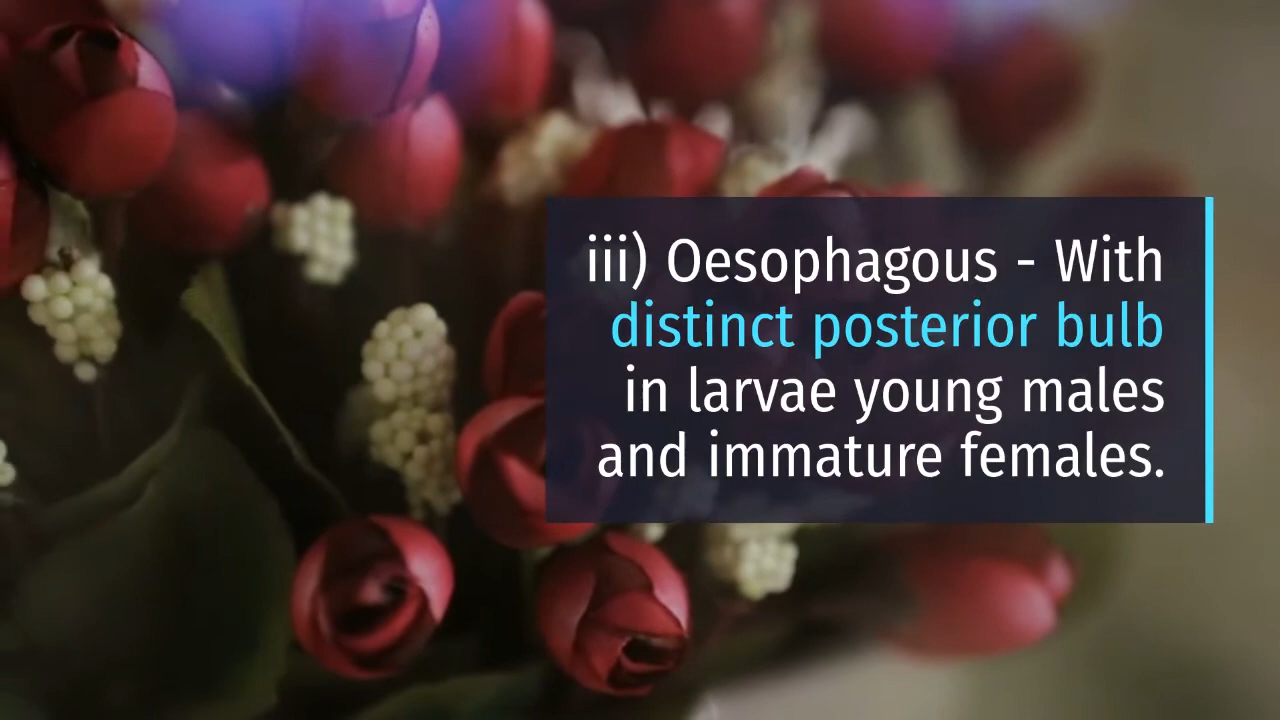 iii) Oesophagous - With
distinct posterior bulb
in larvae young males
and immature females.